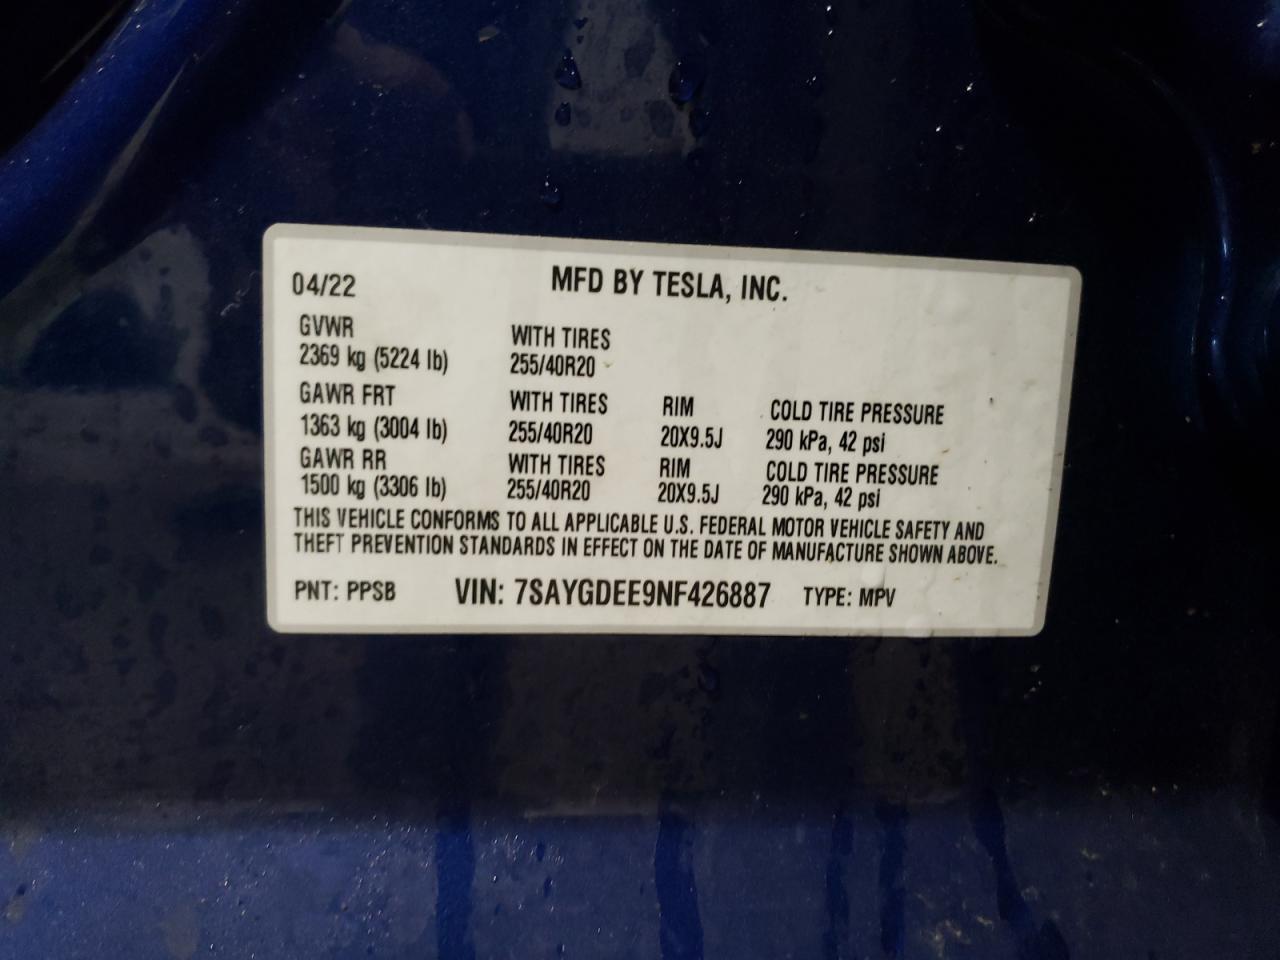 04/22 MFD BY TESLA, INC.
GVWR WITH TIRES
2369 kg (5224 lb) 255/40R20
GAWR FRT WITH TIRES RIM COLD TIRE PRESSURE
1363 kg (3004 lb) 255/40R20 20X9.5J 290 kPa, 42 psi
GAWR RR WITH TIRES RIM COLD TIRE PRESSURE
1500 kg (3306 lb) 255/40R20 20X9.5J 290 kPa, 42 psi
THIS VEHICLE CONFORMS TO ALL APPLICABLE U.S. FEDERAL MOTOR VEHICLE SAFETY AND
THEFT PREVENTION STANDARDS IN EFFECT ON THE DATE OF MANUFACTURE SHOWN ABOVE.
PNT: PPSB VIN: 7SAYGDEE9NF426887 TYPE: MPV